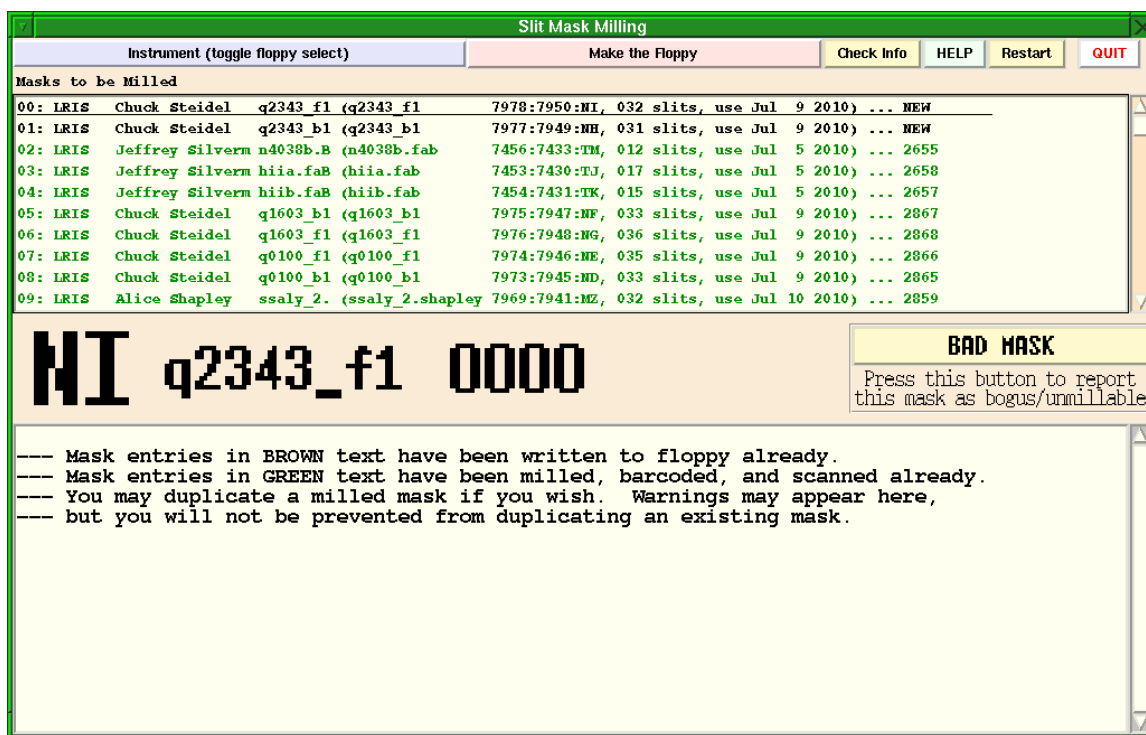 Slit Mask Milling
Instrument (toggle floppy select) Make the Floppy Check Info HELP Restart QUIT
Masks to be Milled
00: LRIS Chuck Steidel q2343_f1 (q2343_f1 7978:7950:NI, 032 slits, use Jul 9 2010) ... NEW
01: LRIS Chuck Steidel q2343_b1 (q2343_b1 7977:7949:NH, 031 slits, use Jul 9 2010) ... NEW
02: LRIS Jeffrey Silverm n4038b.B (n4038b.fab 7456:7433:TM, 012 slits, use Jul 5 2010) ... 2655
03: LRIS Jeffrey Silverm hiia.faB (hiia.fab 7453:7430:TJ, 017 slits, use Jul 5 2010) ... 2658
04: LRIS Jeffrey Silverm hiib.faB (hiib.fab 7454:7431:TK, 015 slits, use Jul 5 2010) ... 2657
05: LRIS Chuck Steidel q1603_b1 (q1603_b1 7975:7947:NF, 033 slits, use Jul 9 2010) ... 2867
06: LRIS Chuck Steidel q1603_f1 (q1603_f1 7976:7948:NG, 036 slits, use Jul 9 2010) ... 2868
07: LRIS Chuck Steidel q0100_f1 (q0100_f1 7974:7946:NE, 035 slits, use Jul 9 2010) ... 2866
08: LRIS Chuck Steidel q0100_b1 (q0100_b1 7973:7945:ND, 033 slits, use Jul 9 2010) ... 2865
09: LRIS Alice Shapley ssaly_2. (ssaly_2.shapley 7969:7941:MZ, 032 slits, use Jul 10 2010) ... 2859
NI q2343_f1 0000
BAD MASK
Press this button to report
this mask as bogus/unmillable
--- Mask entries in BROWN text have been written to floppy already.
--- Mask entries in GREEN text have been milled, barcoded, and scanned already.
--- You may duplicate a milled mask if you wish. Warnings may appear here,
--- but you will not be prevented from duplicating an existing mask.